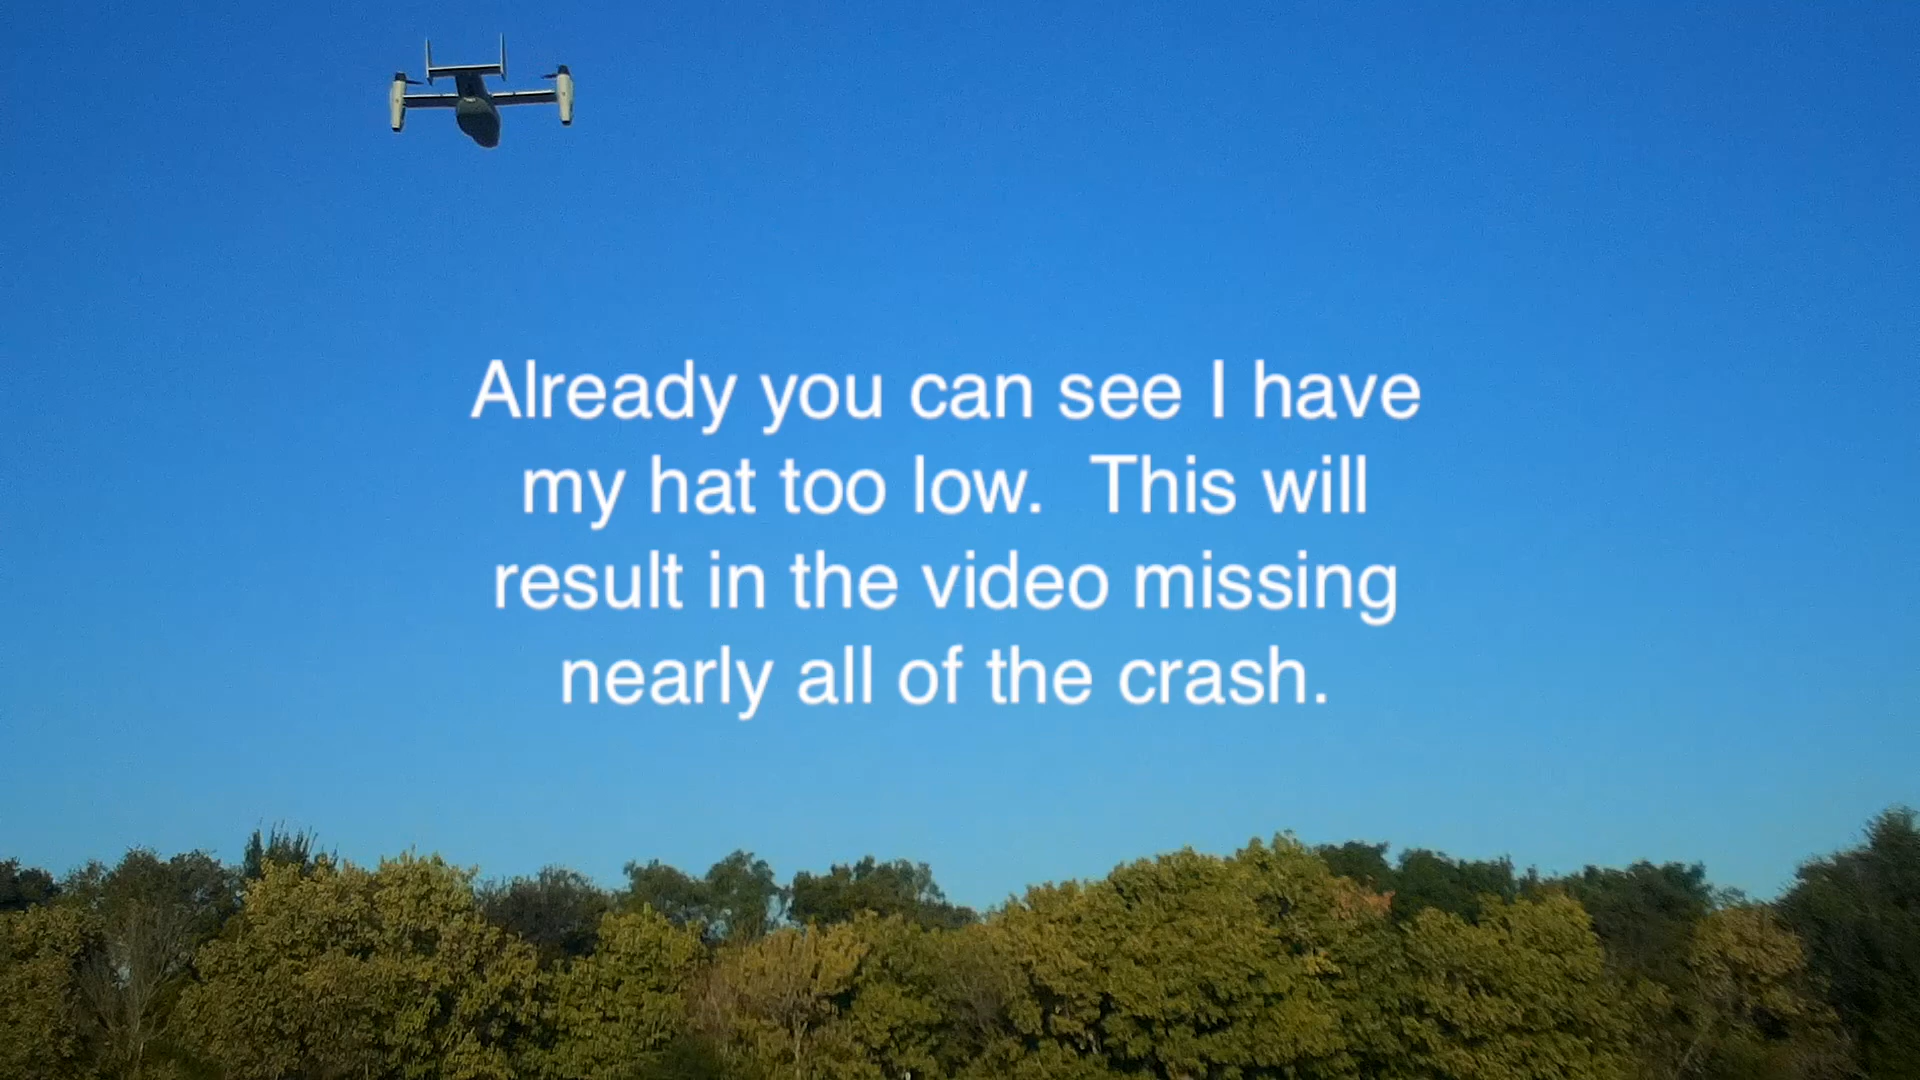 Already you can see I have
my hat too low.  This will
result in the video missing
nearly all of the crash.